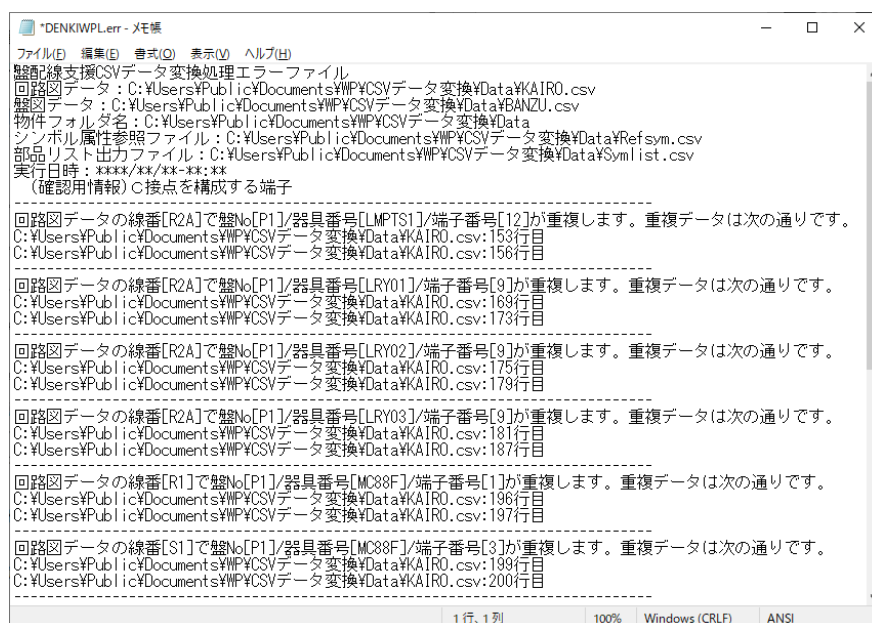 *DENKIWPL.err - メモ帳
ファイル(F) 編集(E) 書式(O) 表示(V) ヘルプ(H)
盤配線支援CSVデータ変換処理エラーファイル
回路図データ：C:¥Users¥Public¥Documents¥WP¥CSVデータ変換¥Data¥KAIRO.csv
盤図データ：C:¥Users¥Public¥Documents¥WP¥CSVデータ変換¥Data¥BANZU.csv
物件フォルダ名：C:¥Users¥Public¥Documents¥WP¥CSVデータ変換¥Data
シンボル属性参照ファイル：C:¥Users¥Public¥Documents¥WP¥CSVデータ変換¥Data¥Refsym.csv
部品リスト出力ファイル：C:¥Users¥Public¥Documents¥WP¥CSVデータ変換¥Data¥Symlist.csv
実行日時：****/**/**-**:**
（確認用情報）Ｃ接点を構成する端子
--------------------------------------------------------------------------------
回路図データの線番[R2A]で盤No[P1]/器具番号[LMPTS1]/端子番号[12]が重複します。重複データは次の通りです。
C:¥Users¥Public¥Documents¥WP¥CSVデータ変換¥Data¥KAIRO.csv:153行目
C:¥Users¥Public¥Documents¥WP¥CSVデータ変換¥Data¥KAIRO.csv:156行目
--------------------------------------------------------------------------------
回路図データの線番[R2A]で盤No[P1]/器具番号[LRY01]/端子番号[9]が重複します。重複データは次の通りです。
C:¥Users¥Public¥Documents¥WP¥CSVデータ変換¥Data¥KAIRO.csv:169行目
C:¥Users¥Public¥Documents¥WP¥CSVデータ変換¥Data¥KAIRO.csv:173行目
--------------------------------------------------------------------------------
回路図データの線番[R2A]で盤No[P1]/器具番号[LRY02]/端子番号[9]が重複します。重複データは次の通りです。
C:¥Users¥Public¥Documents¥WP¥CSVデータ変換¥Data¥KAIRO.csv:175行目
C:¥Users¥Public¥Documents¥WP¥CSVデータ変換¥Data¥KAIRO.csv:179行目
--------------------------------------------------------------------------------
回路図データの線番[R2A]で盤No[P1]/器具番号[LRY03]/端子番号[9]が重複します。重複データは次の通りです。
C:¥Users¥Public¥Documents¥WP¥CSVデータ変換¥Data¥KAIRO.csv:181行目
C:¥Users¥Public¥Documents¥WP¥CSVデータ変換¥Data¥KAIRO.csv:187行目
--------------------------------------------------------------------------------
回路図データの線番[R1]で盤No[P1]/器具番号[MC88F]/端子番号[1]が重複します。重複データは次の通りです。
C:¥Users¥Public¥Documents¥WP¥CSVデータ変換¥Data¥KAIRO.csv:196行目
C:¥Users¥Public¥Documents¥WP¥CSVデータ変換¥Data¥KAIRO.csv:197行目
--------------------------------------------------------------------------------
回路図データの線番[S1]で盤No[P1]/器具番号[MC88F]/端子番号[3]が重複します。重複データは次の通りです。
C:¥Users¥Public¥Documents¥WP¥CSVデータ変換¥Data¥KAIRO.csv:199行目
C:¥Users¥Public¥Documents¥WP¥CSVデータ変換¥Data¥KAIRO.csv:200行目
--------------------------------------------------------------------------------
1行、1列 100% Windows (CRLF) ANSI